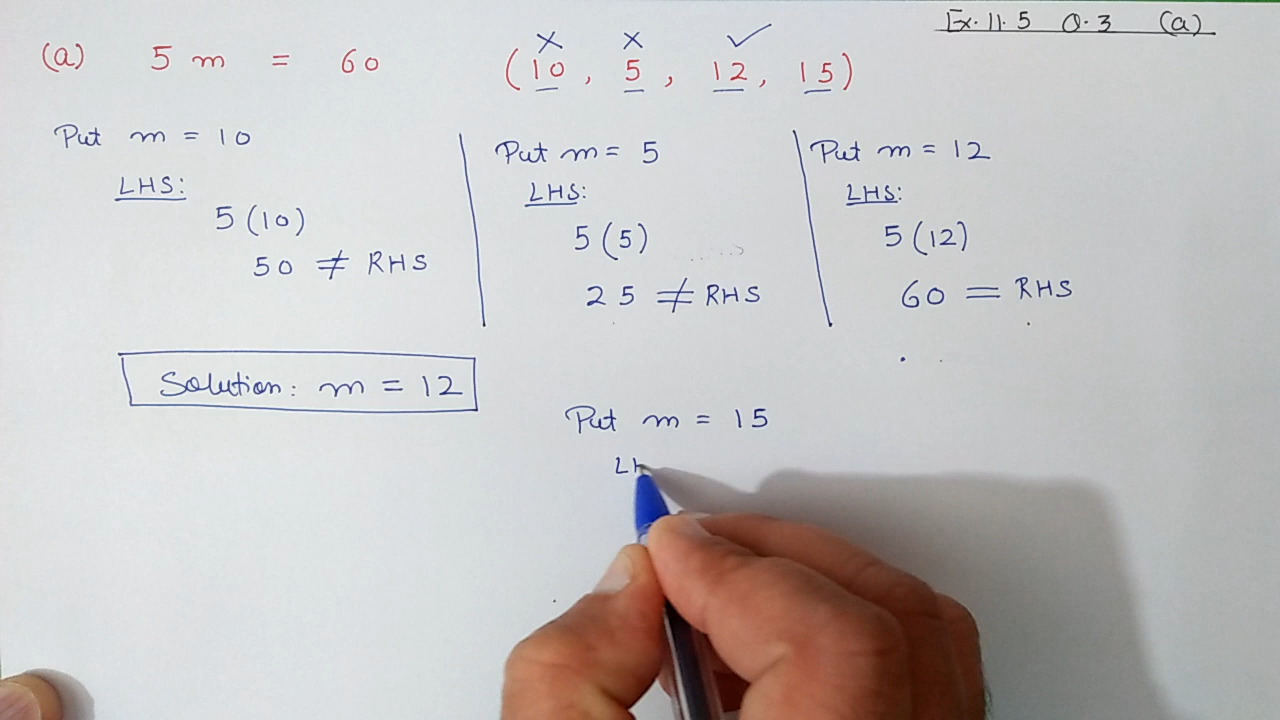 Ex. 11.5 Q.3 (a)
(a) 5 m = 60 (10, 5, 12, 15)
Put m = 10
LHS:
5(10)
50 ≠ RHS
Put m = 5
LHS:
5(5)
25 ≠ RHS
Put m = 12
LHS:
5(12)
60 = RHS
Solution: m = 12
Put m = 15
LH